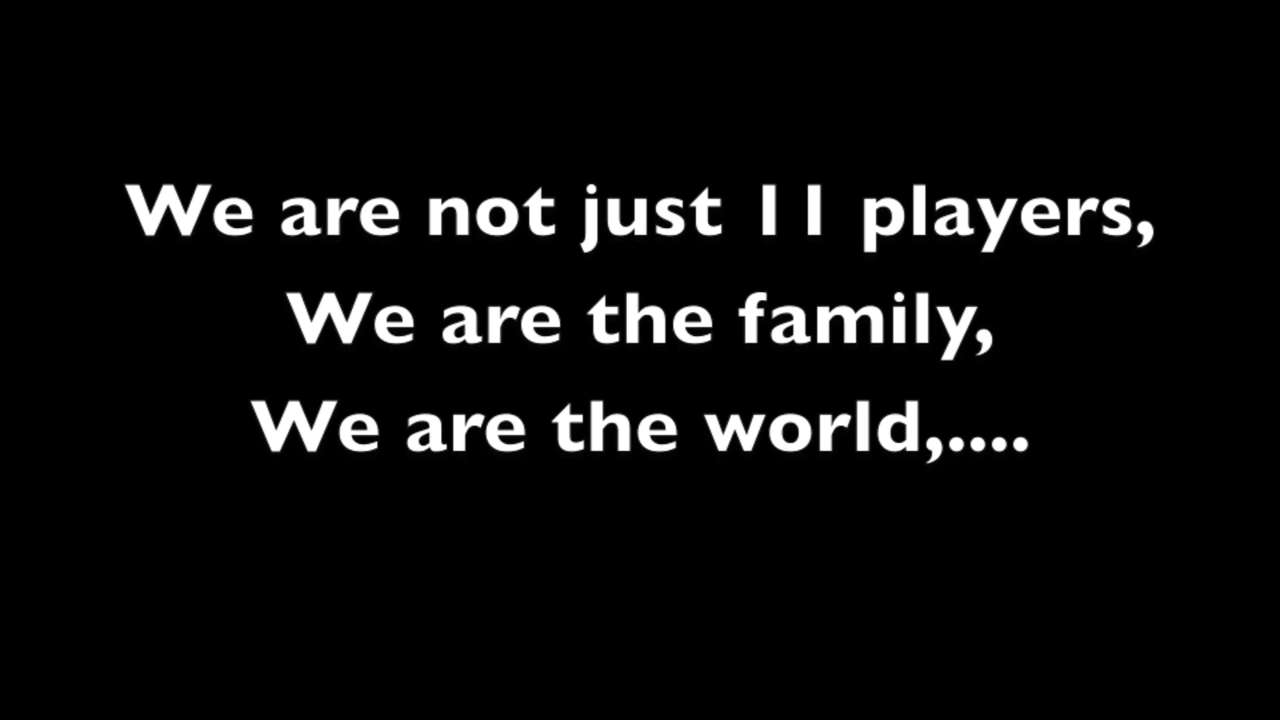 We are not just 11 players,
We are the family,
We are the world,....